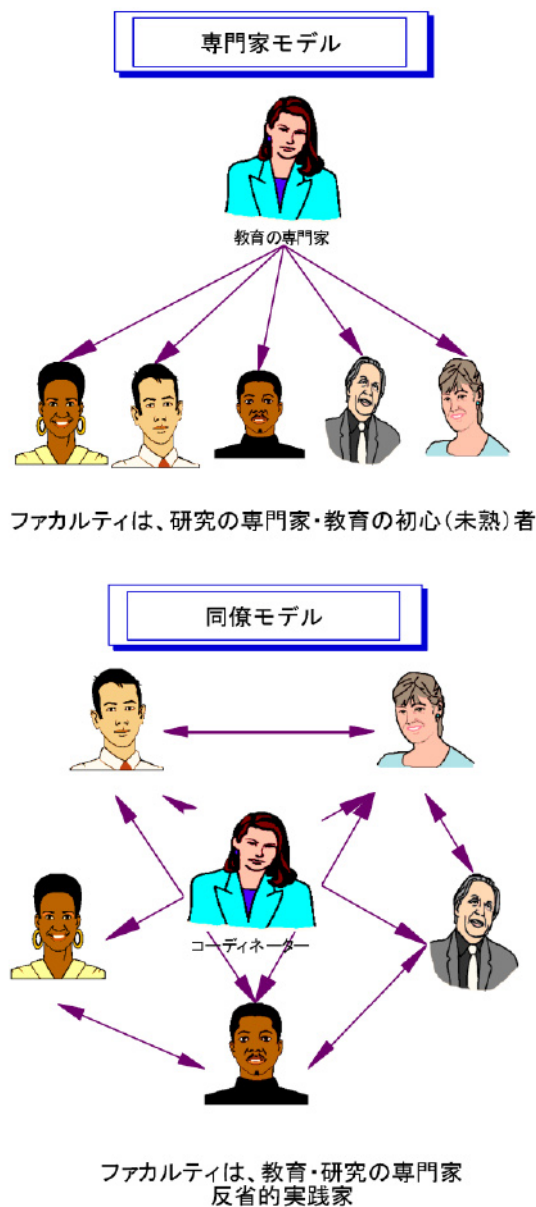 専門家モデル
教育の専門家
ファカルティは、研究の専門家・教育の初心(未熟)者
同僚モデル
コーディネーター
ファカルティは、教育・研究の専門家
反省的実践家